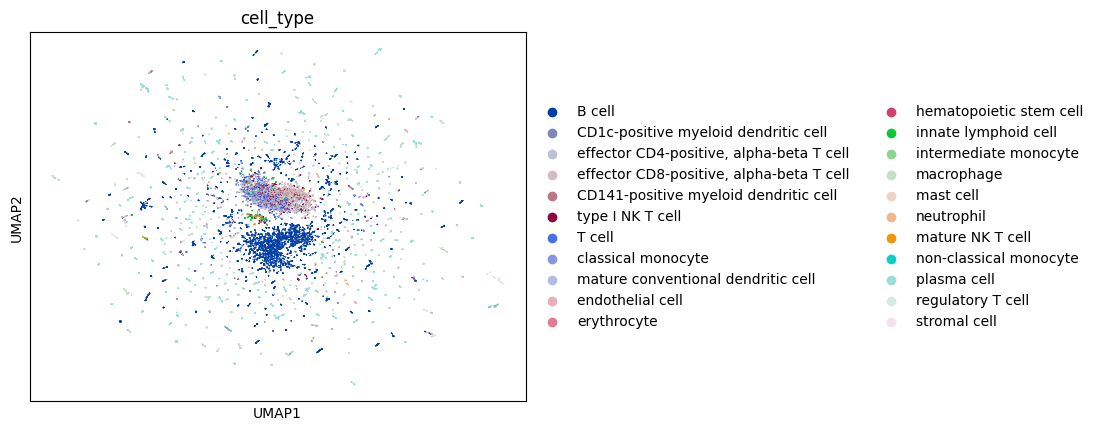 cell_type
UMAP2
UMAP1
B cell
CD1c-positive myeloid dendritic cell
effector CD4-positive, alpha-beta T cell
effector CD8-positive, alpha-beta T cell
CD141-positive myeloid dendritic cell
type I NK T cell
T cell
classical monocyte
mature conventional dendritic cell
endothelial cell
erythrocyte
hematopoietic stem cell
innate lymphoid cell
intermediate monocyte
macrophage
mast cell
neutrophil
mature NK T cell
non-classical monocyte
plasma cell
regulatory T cell
stromal cell